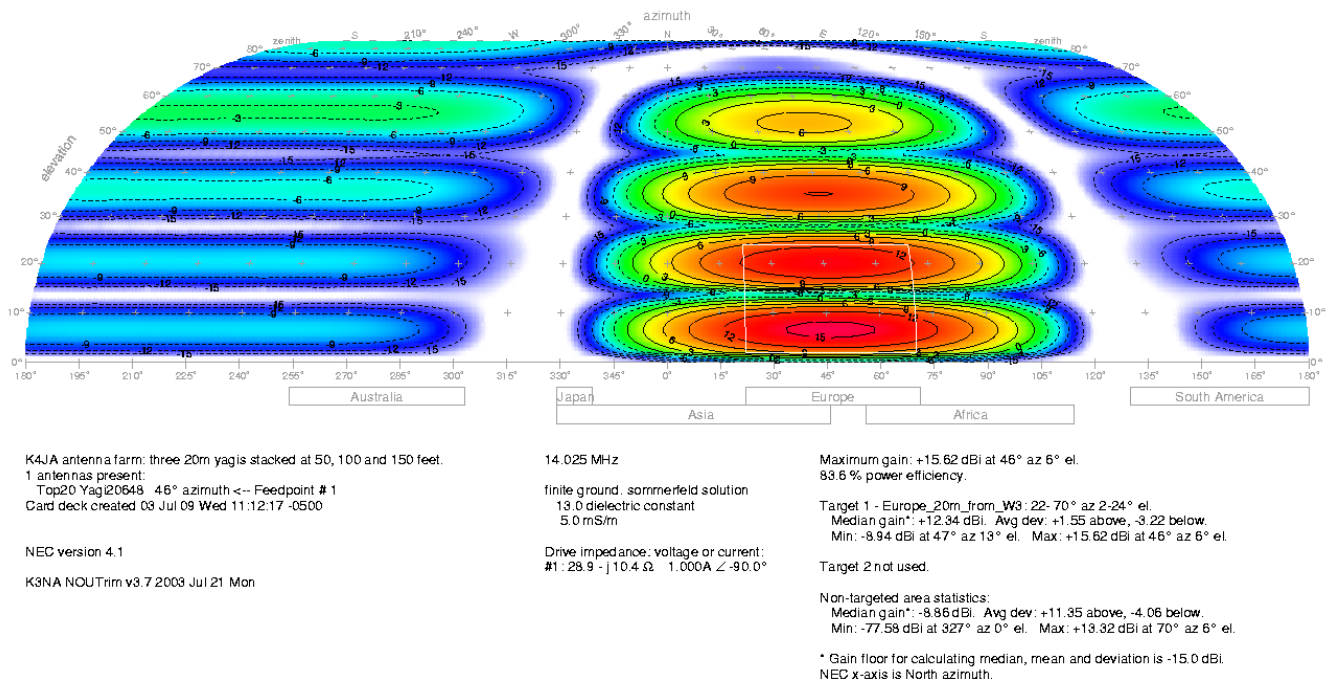 azimuth
zenith S 210° 240° W 300° 330° N 60° E 120° 150° S zenith
80° 80°
70° 70°
60° 60°
50° 50°
40° 40°
30° 30°
20° 20°
10° 10°
0° 0°
elevation
180° 195° 210° 225° 240° 255° 270° 285° 300° 315° 330° 345° 0° 15° 30° 45° 60° 75° 90° 105° 120° 135° 150° 165° 180°
Australia Japan Europe South America
Asia Africa
K4JA antenna farm: three 20m yagis stacked at 50, 100 and 150 feet.
1 antennas present:
Top20 Yagi20648 46° azimuth <-- Feedpoint # 1
Card deck created 03 Jul 09 Wed 11:12:17 -0500
NEC version 4.1
K3NA NOUTrim v3.7 2003 Jul 21 Mon
14.025 MHz
finite ground. sommerfeld solution
13.0 dielectric constant
5.0 mS/m
Drive impedance: voltage or current:
#1: 28.9 - j 10.4 Ω 1.000A ∠ -90.0°
Maximum gain: +15.62 dBi at 46° az 6° el.
83.6 % power efficiency.
Target 1 - Europe_20m_from_W3: 22- 70° az 2-24° el.
Median gain*: +12.34 dBi. Avg dev: +1.55 above, -3.22 below.
Min: -8.94 dBi at 47° az 13° el. Max: +15.62 dBi at 46° az 6° el.
Target 2 not used.
Non-targeted area statistics:
Median gain*: -8.86 dBi. Avg dev: +11.35 above, -4.06 below.
Min: -77.58 dBi at 327° az 0° el. Max: +13.32 dBi at 70° az 6° el.
* Gain floor for calculating median, mean and deviation is -15.0 dBi.
NEC x-axis is North azimuth.